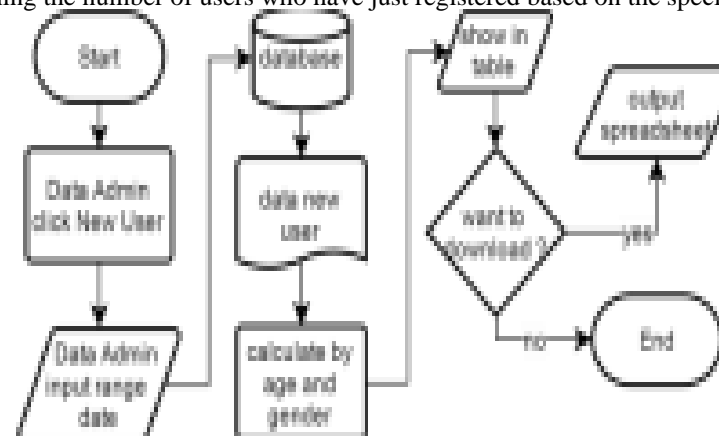 ing the number of users who have just registered based on the speci
Start
Data Admin
click New User
Data Admin
input range
date
database
data new
user
calculate by
age and
gender
show in
table
want to
download ?
yes
output
spreadsheet
no
End